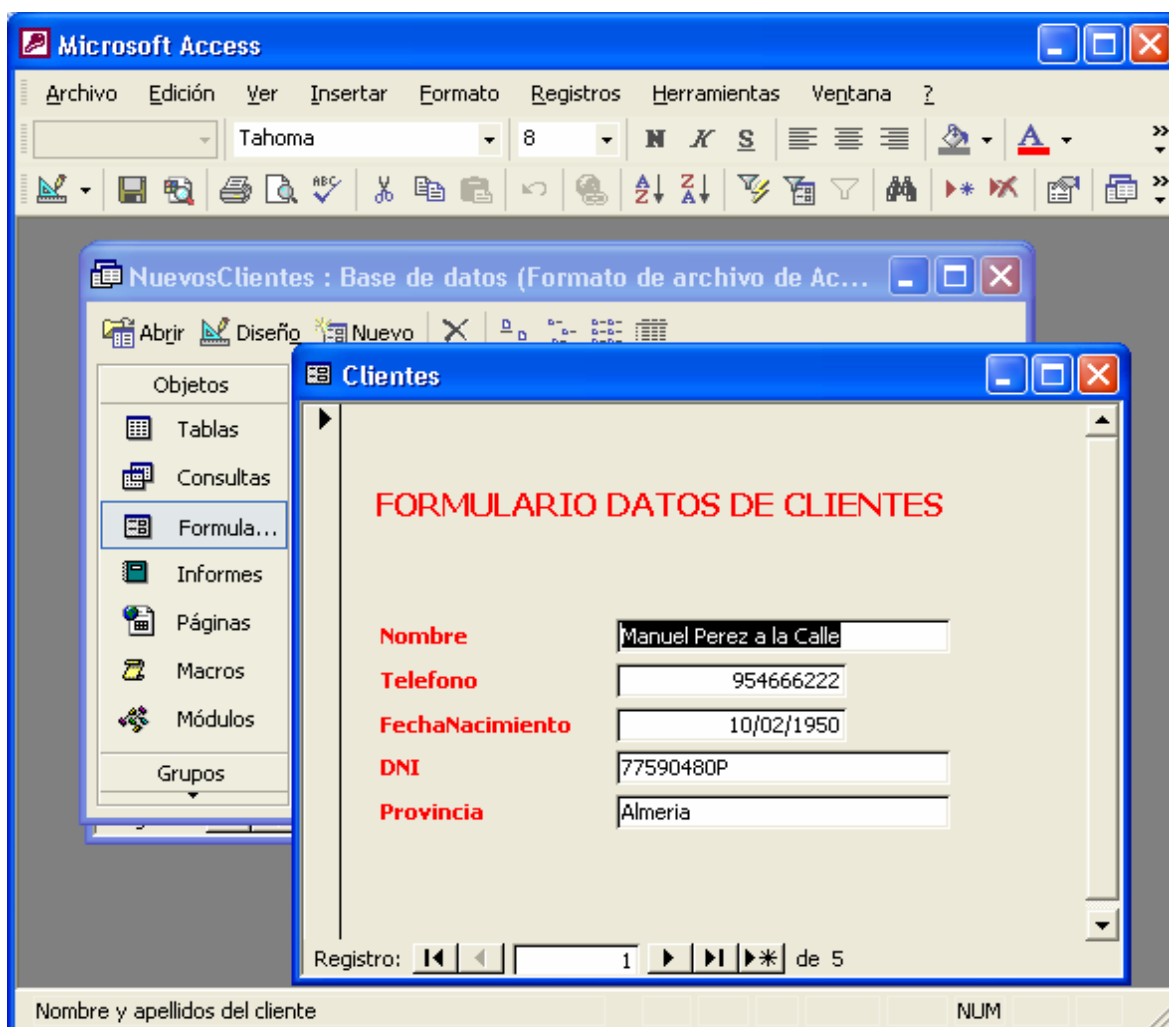 Microsoft Access
Archivo Edición Ver Insertar Formato Registros Herramientas Ventana ?
Tahoma 8 N K S A
ABC A Z Z A
NuevosClientes : Base de datos (Formato de archivo de Ac...
Abrir Diseño Nuevo
Objetos
Tablas
Consultas
Formula...
Informes
Páginas
Macros
Módulos
Grupos
Clientes
FORMULARIO DATOS DE CLIENTES
Nombre Manuel Perez a la Calle
Telefono 954666222
FechaNacimiento 10/02/1950
DNI 77590480P
Provincia Almeria
Registro: 1 de 5
Nombre y apellidos del cliente NUM